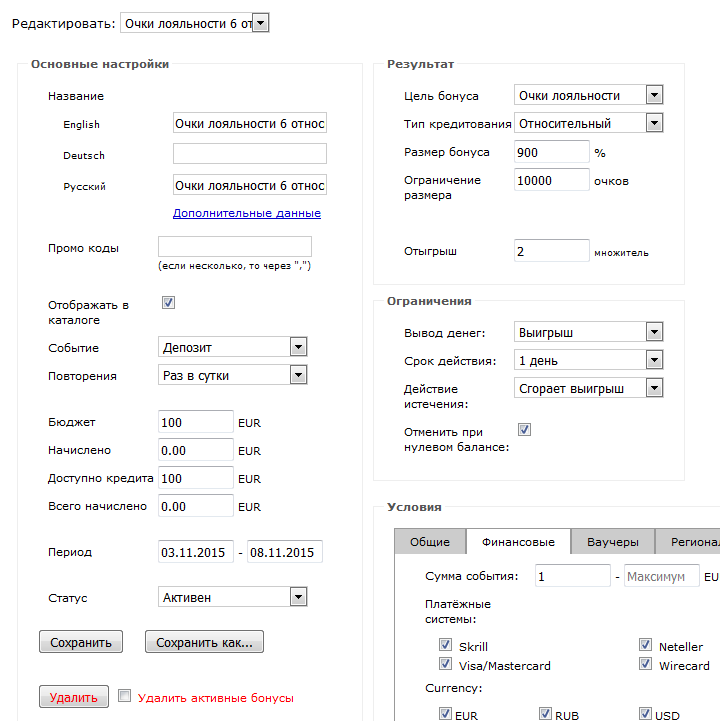 Редактировать: Очки лояльности 6 от
Основные настройки
Название
English Очки лояльности 6 относ
Deutsch
Русский Очки лояльности 6 относ
Дополнительные данные
Промо коды
(если несколько, то через ",")
Отображать в
каталоге
Событие Депозит
Повторения Раз в сутки
Бюджет 100 EUR
Начислено 0.00 EUR
Доступно кредита 100 EUR
Всего начислено 0.00 EUR
Период 03.11.2015 - 08.11.2015
Статус Активен
Сохранить Сохранить как...
Удалить Удалить активные бонусы
Результат
Цель бонуса Очки лояльности
Тип кредитования Относительный
Размер бонуса 900 %
Ограничение
размера 10000 очков
Отыгрыш 2 множитель
Ограничения
Вывод денег: Выигрыш
Срок действия: 1 день
Действие
истечения: Сгорает выигрыш
Отменить при
нулевом балансе:
Условия
Общие Финансовые Ваучеры Регионал
Сумма события: 1 - Максимум EU
Платёжные
системы:
Skrill Neteller
Visa/Mastercard Wirecard
Currency:
EUR RUB USD